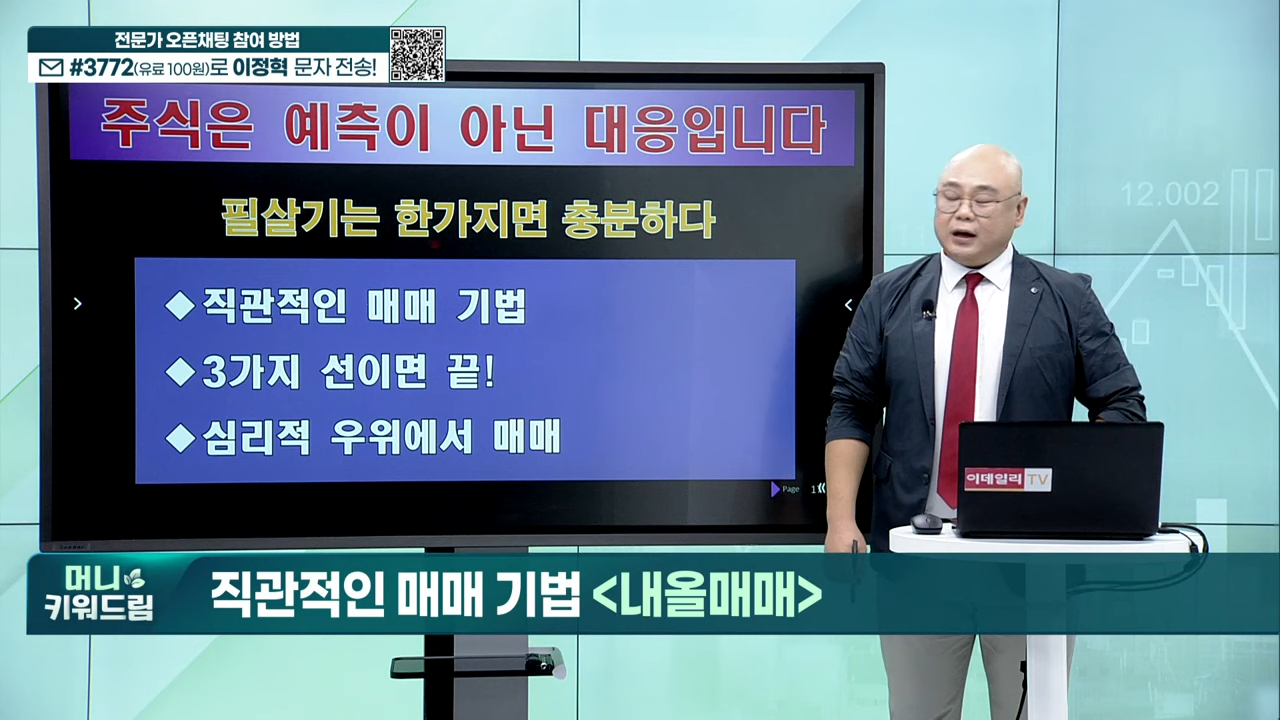 전문가 오픈채팅 참여 방법
#3772(유료 100원)로 이정혁 문자 전송!
주식은 예측이 아닌 대응입니다
필살기는 한가지면 충분하다
◆직관적인 매매 기법
◆3가지 선이면 끝!
◆심리적 우위에서 매매
Page 1
12.002
이데일리 TV
머니
키워드림
직관적인 매매 기법 <내올매매>